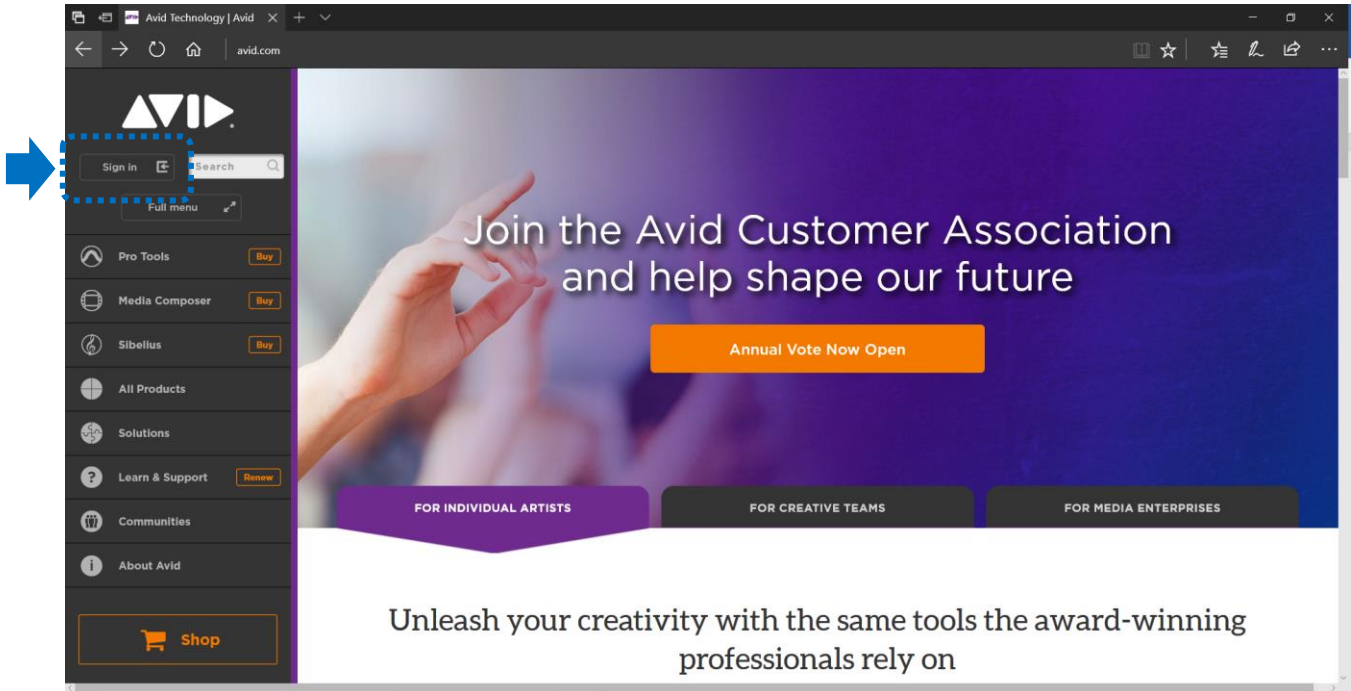 Avid Technology | Avid
avid.com
AVID
Sign in
Search
Full menu
Pro Tools
Buy
Media Composer
Buy
Sibelius
Buy
All Products
Solutions
Learn & Support
Renew
Communities
About Avid
Shop
Join the Avid Customer Association
and help shape our future
Annual Vote Now Open
FOR INDIVIDUAL ARTISTS
FOR CREATIVE TEAMS
FOR MEDIA ENTERPRISES
Unleash your creativity with the same tools the award-winning
professionals rely on